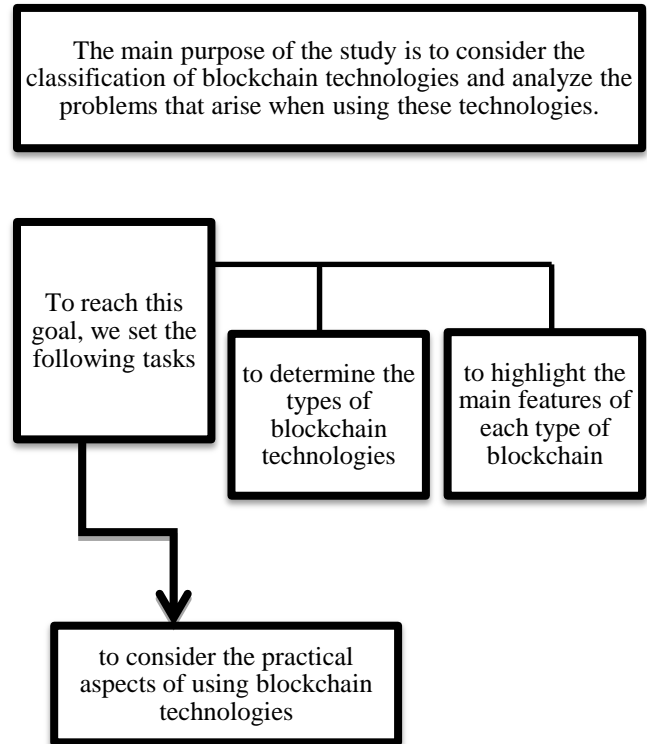 The main purpose of the study is to consider the
classification of blockchain technologies and analyze the
problems that arise when using these technologies.
To reach this
goal, we set the
following tasks
to determine the
types of
blockchain
technologies
to highlight the
main features of
each type of
blockchain
to consider the practical
aspects of using blockchain
technologies